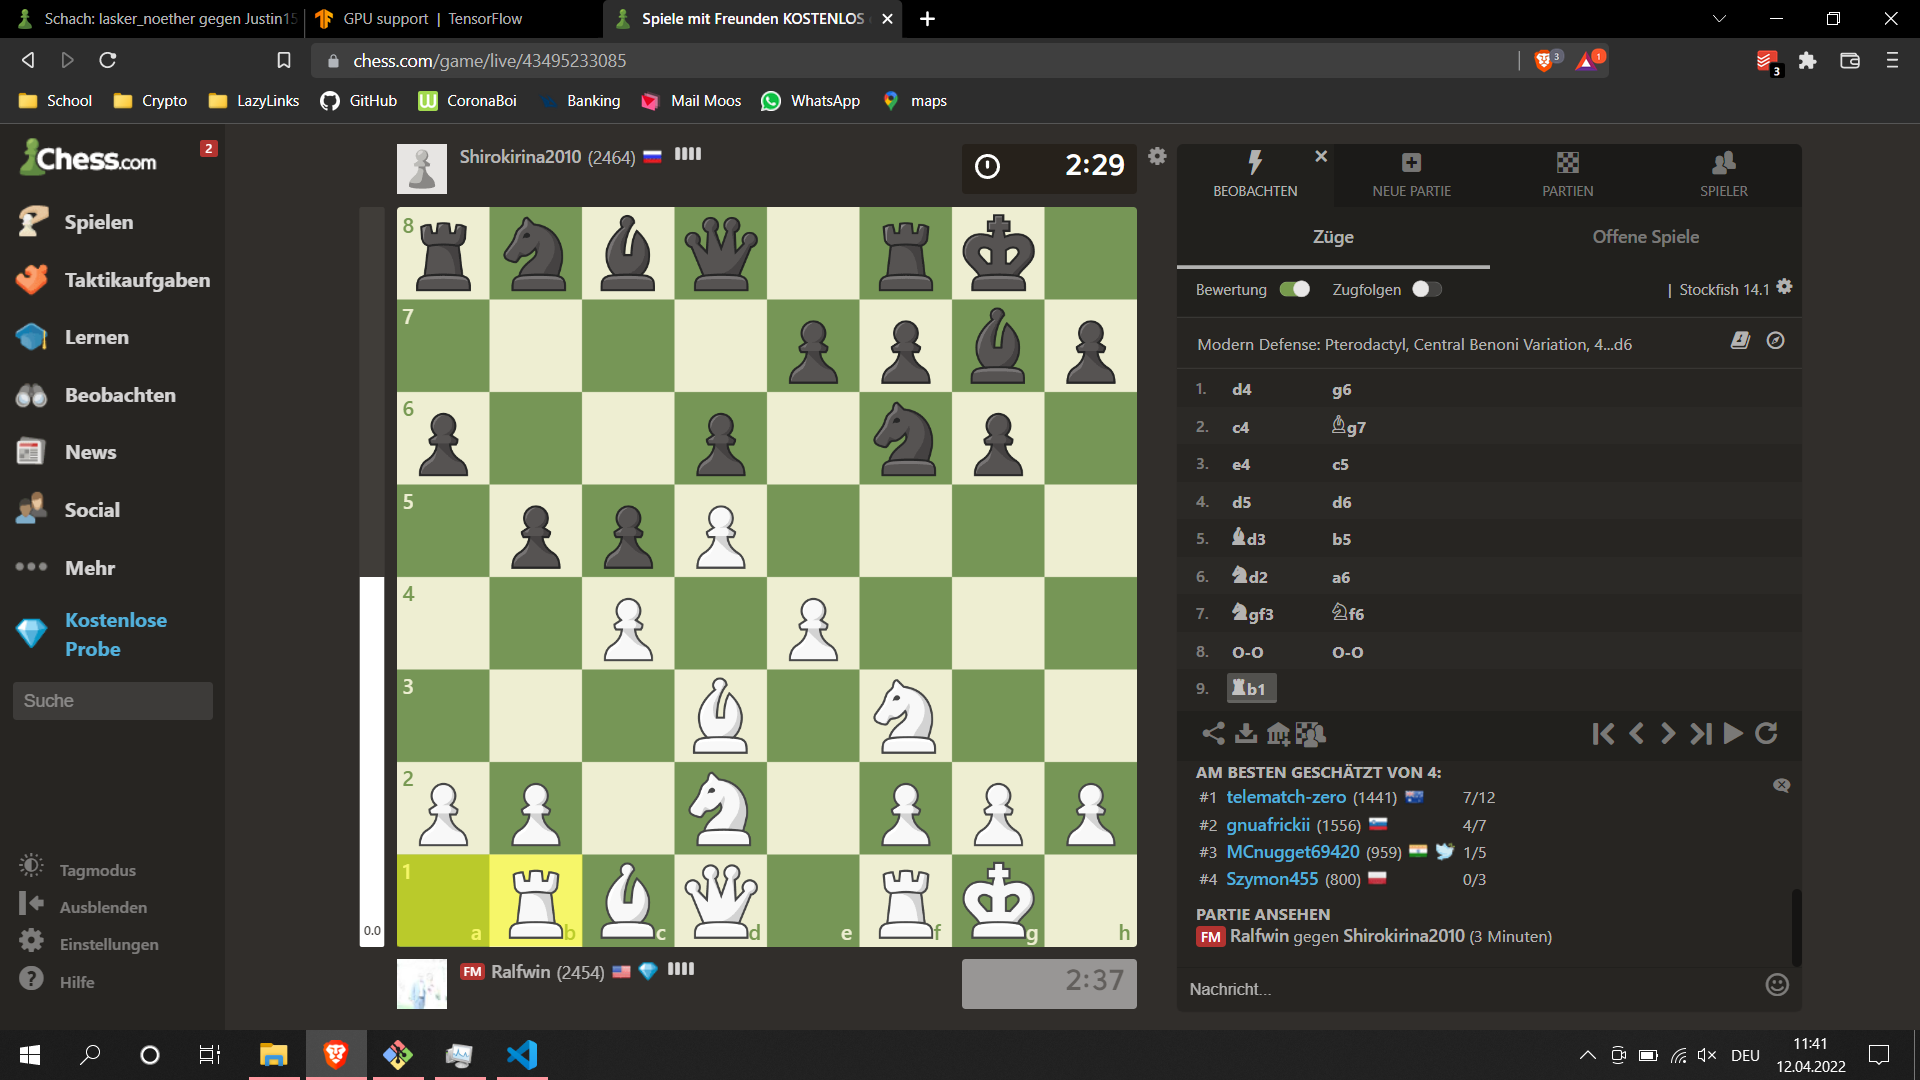 Schach: lasker_noether gegen Justin15
GPU support | TensorFlow
Spiele mit Freunden KOSTENLOS
chess.com/game/live/43495233085
3
1
3
School
Crypto
LazyLinks
GitHub
CoronaBoi
Banking
Mail Moos
WhatsApp
maps
Chess.com
2
Spielen
Taktikaufgaben
Lernen
Beobachten
News
Social
Mehr
Kostenlose
Probe
Suche
Tagmodus
Ausblenden
Einstellungen
Hilfe
Shirokirina2010 (2464)
2:29
8
7
6
5
4
3
2
1
a
b
c
d
e
f
g
h
0.0
FM Ralfwin (2454)
2:37
BEOBACHTEN
NEUE PARTIE
PARTIEN
SPIELER
Züge
Offene Spiele
Bewertung
Zugfolgen
| Stockfish 14.1
Modern Defense: Pterodactyl, Central Benoni Variation, 4...d6
1. d4 g6
2. c4 g7
3. e4 c5
4. d5 d6
5. d3 b5
6. d2 a6
7. gf3 f6
8. O-O O-O
9. b1
AM BESTEN GESCHÄTZT VON 4:
#1 telematch-zero (1441) 7/12
#2 gnuafrickii (1556) 4/7
#3 MCnugget69420 (959) 1/5
#4 Szymon455 (800) 0/3
PARTIE ANSEHEN
FM Ralfwin gegen Shirokirina2010 (3 Minuten)
Nachricht...
DEU
11:41
12.04.2022